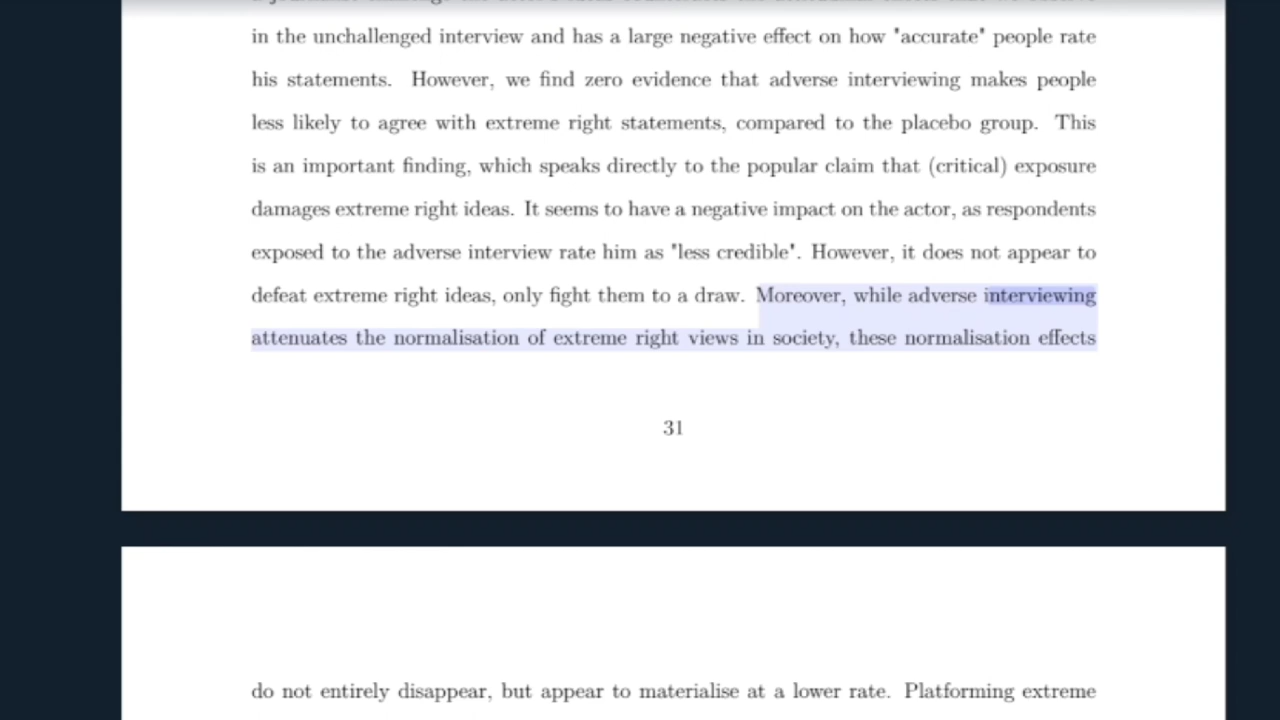 in the unchallenged interview and has a large negative effect on how "accurate" people rate
his statements. However, we find zero evidence that adverse interviewing makes people
less likely to agree with extreme right statements, compared to the placebo group. This
is an important finding, which speaks directly to the popular claim that (critical) exposure
damages extreme right ideas. It seems to have a negative impact on the actor, as respondents
exposed to the adverse interview rate him as "less credible". However, it does not appear to
defeat extreme right ideas, only fight them to a draw. Moreover, while adverse interviewing
attenuates the normalisation of extreme right views in society, these normalisation effects
31
do not entirely disappear, but appear to materialise at a lower rate. Platforming extreme